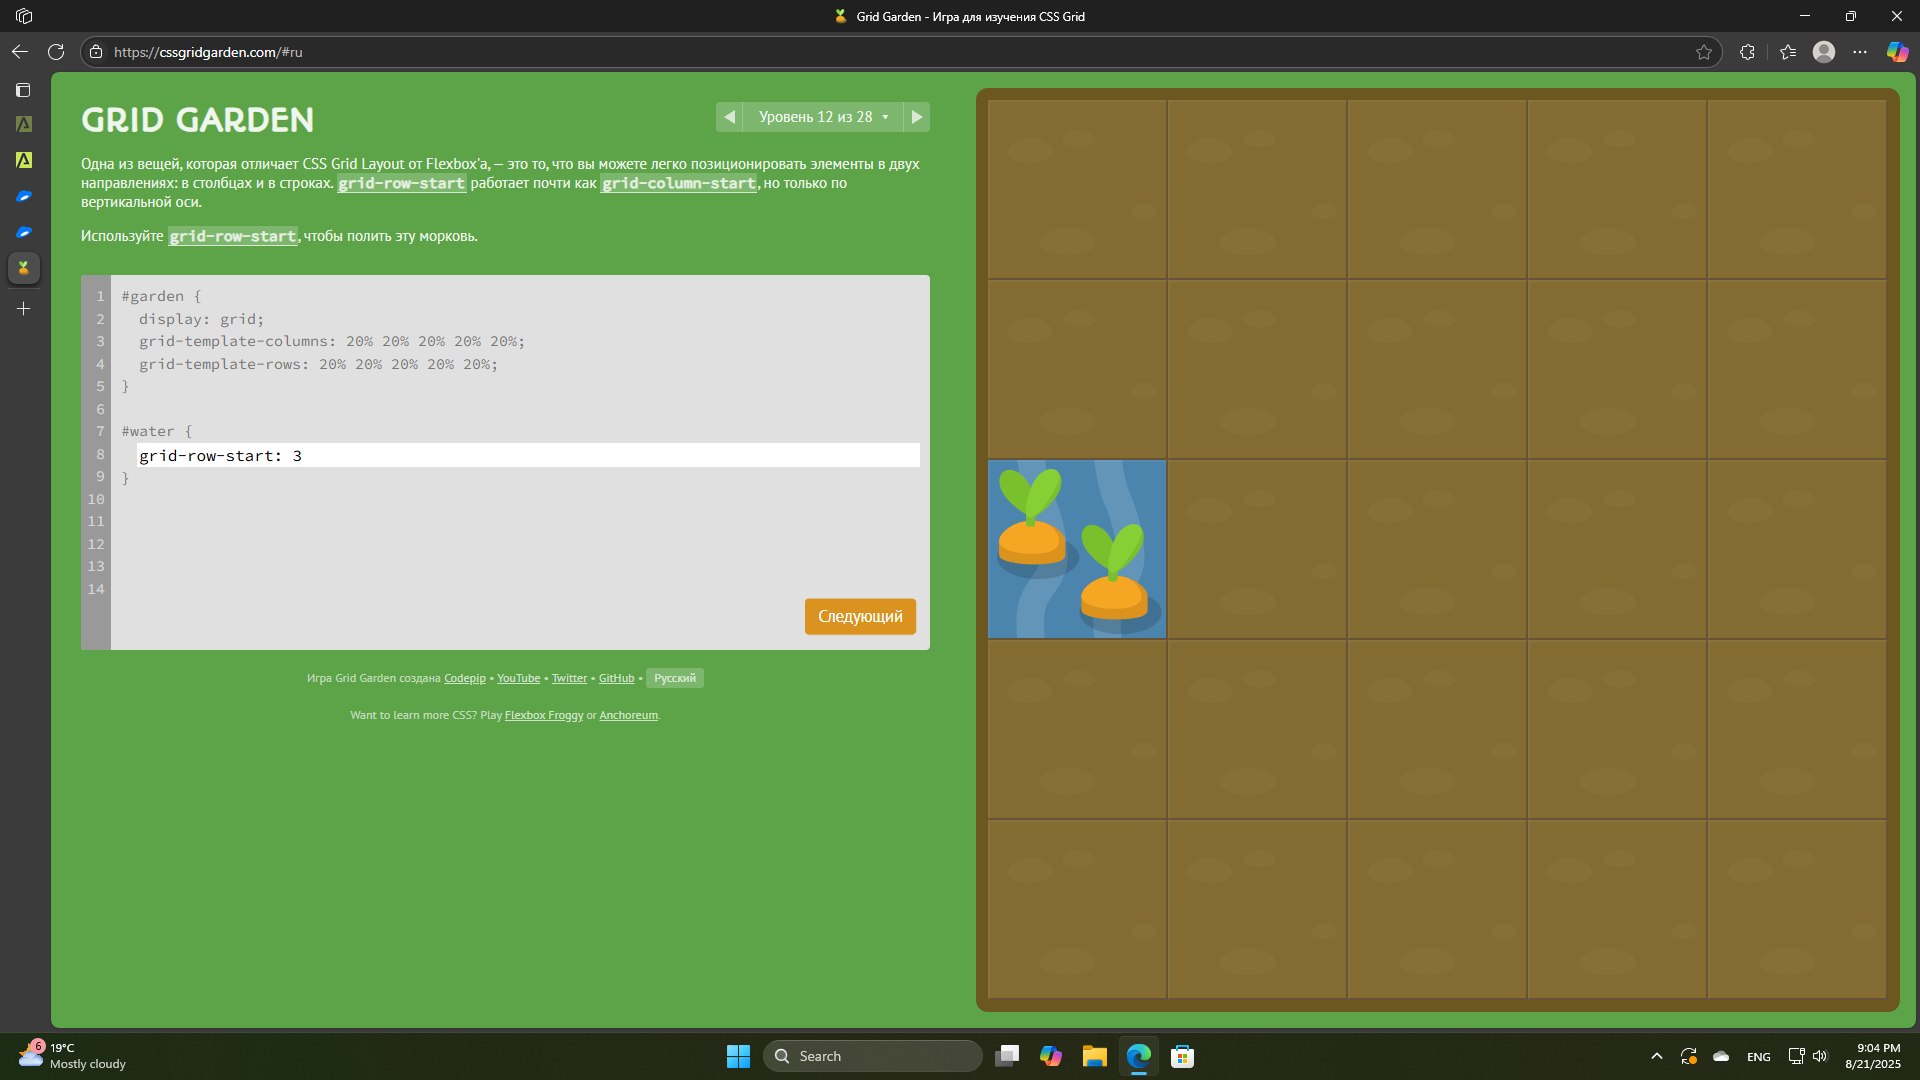 Grid Garden - Игра для изучения CSS Grid
https://cssgridgarden.com/#ru
GRID GARDEN
Уровень 12 из 28
Одна из вещей, которая отличает CSS Grid Layout от Flexbox'а, — это то, что вы можете легко позиционировать элементы в двух
направлениях: в столбцах и в строках. grid-row-start работает почти как grid-column-start, но только по
вертикальной оси.
Используйте grid-row-start, чтобы полить эту морковь.
1 #garden {
2 display: grid;
3 grid-template-columns: 20% 20% 20% 20% 20%;
4 grid-template-rows: 20% 20% 20% 20% 20%;
5 }
6
7 #water {
8 grid-row-start: 3
9 }
10
11
12
13
14
Следующий
Игра Grid Garden создана Codepip • YouTube • Twitter • GitHub • Русский
Want to learn more CSS? Play Flexbox Froggy or Anchoreum.
6
19°C
Mostly cloudy
Search
ENG
9:04 PM
8/21/2025